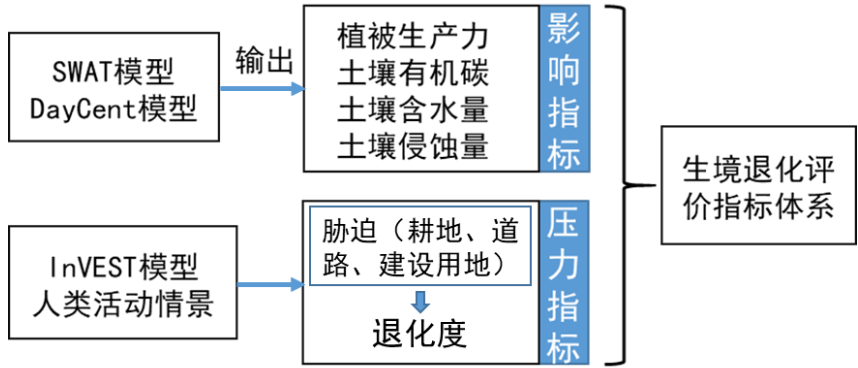 SWAT模型
DayCent模型
输出
植被生产力
土壤有机碳
土壤含水量
土壤侵蚀量
影响指标
InVEST模型
人类活动情景
胁迫（耕地、道
路、建设用地）
退化度
压力指标
生境退化评
价指标体系